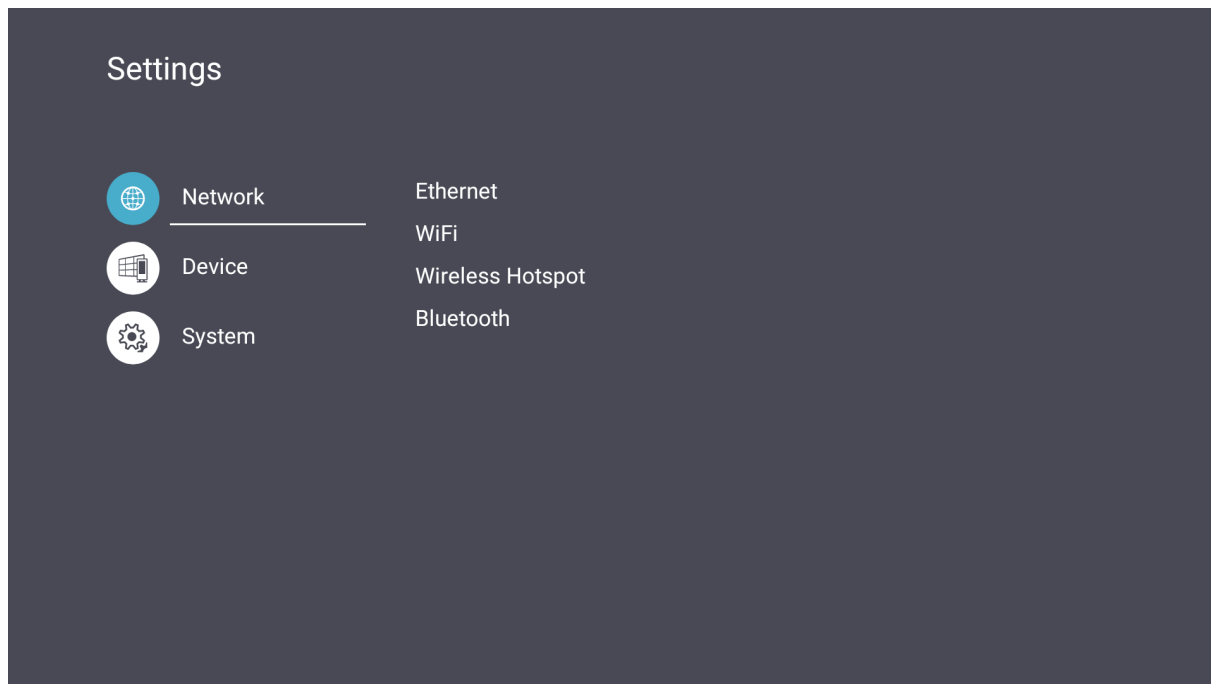 Settings
Network
Device
System
Ethernet
WiFi
Wireless Hotspot
Bluetooth